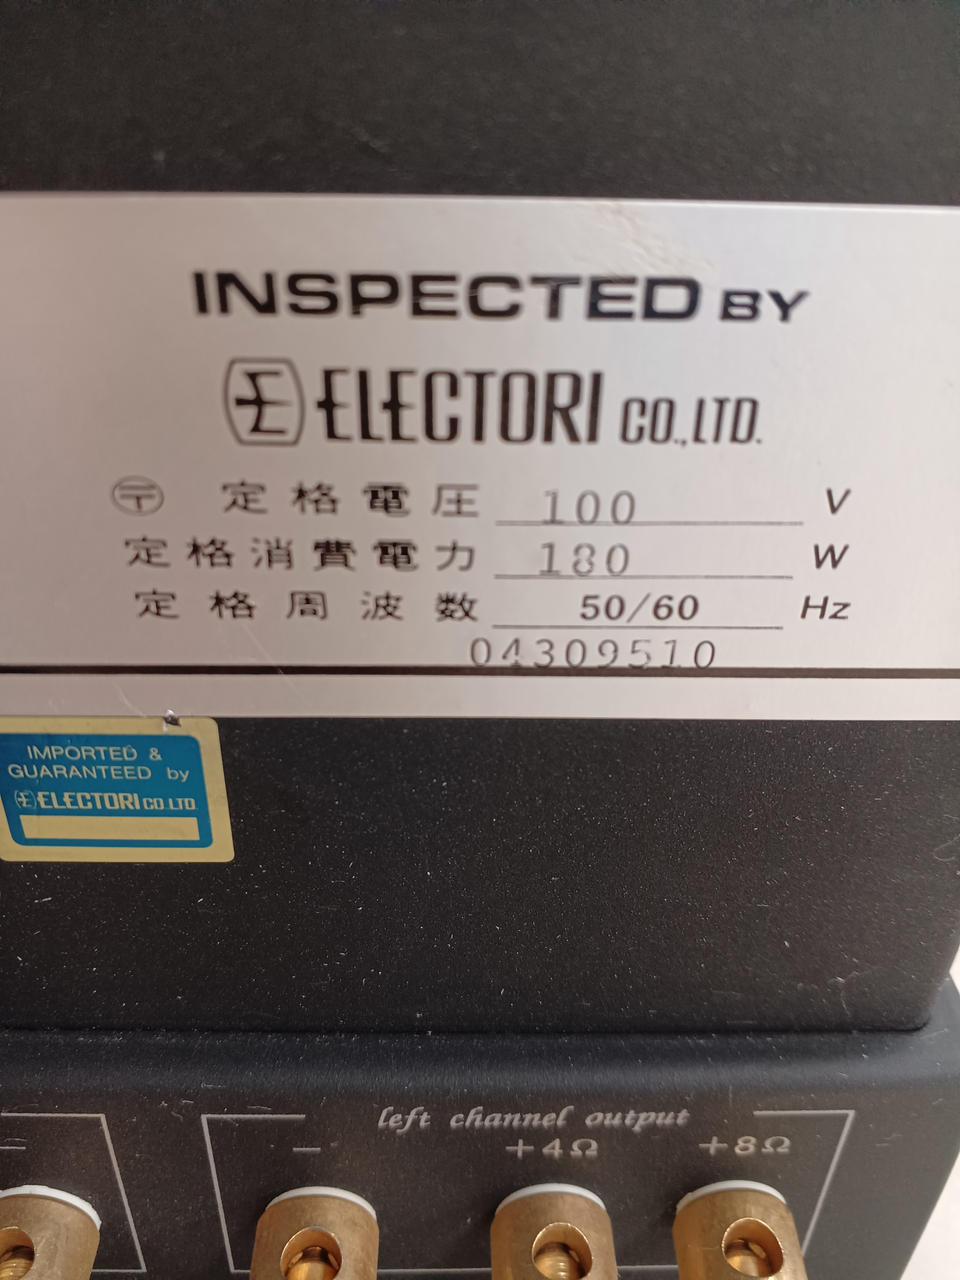 INSPECTED BY
ELECTORI CO.,LTD.
〶 定格電圧 100 V
定格消費電力 180 W
定格周波数 50/60 Hz
04309510
IMPORTED &
GUARANTEED by
ELECTORI CO LTD.
left channel output
− +4Ω +8Ω